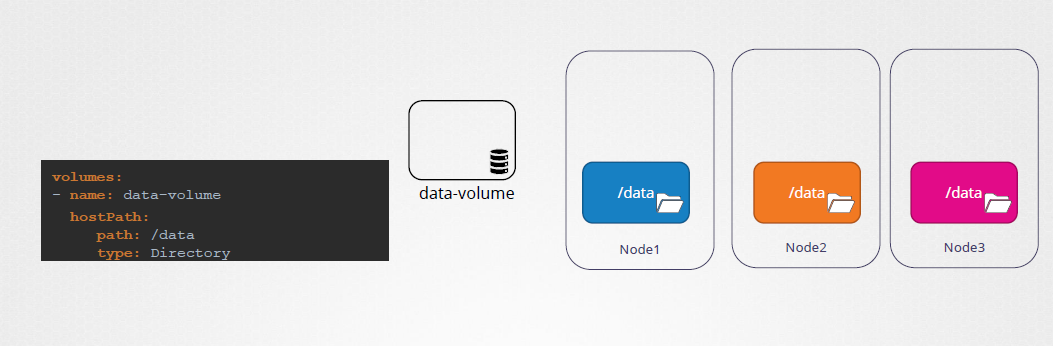 volumes:
- name: data-volume
hostPath:
path: /data
type: Directory
data-volume
/data
Node1
/data
Node2
/data
Node3